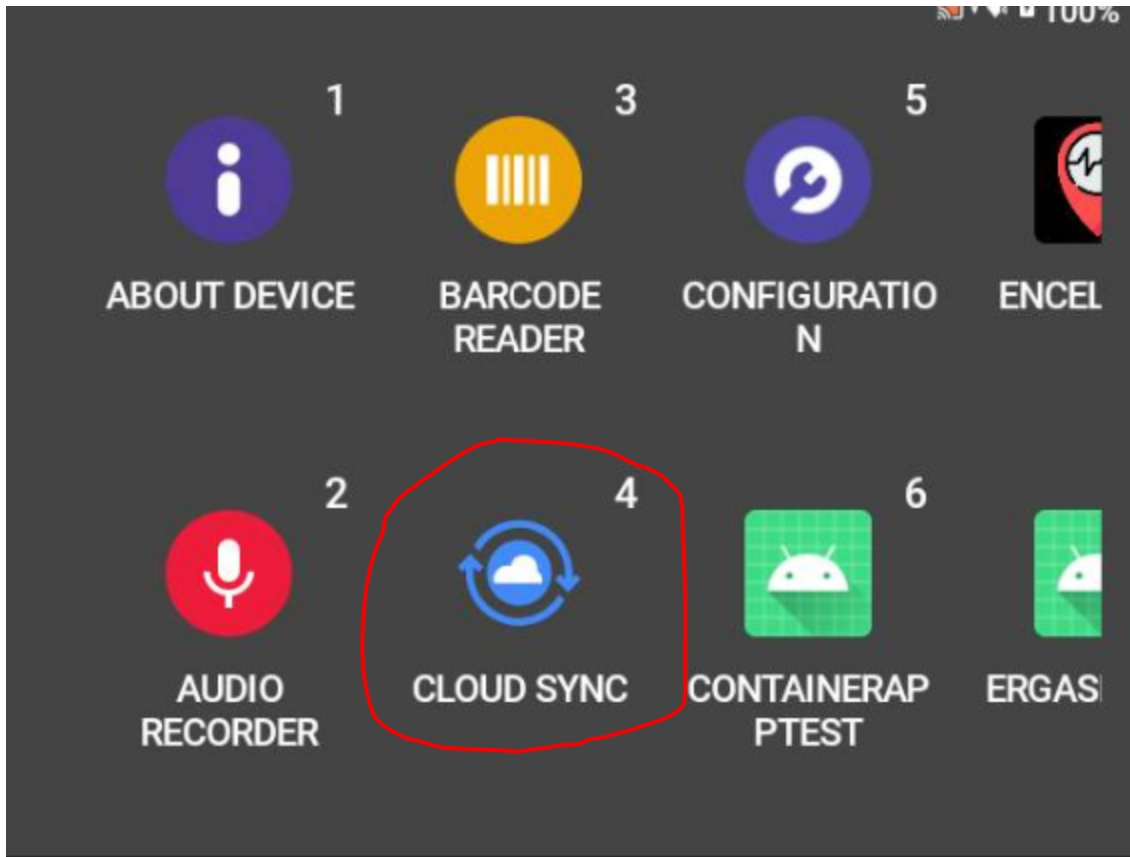 100%
1
3
5
ABOUT DEVICE
BARCODE
READER
CONFIGURATIO
N
ENCEL
2
4
6
AUDIO
RECORDER
CLOUD SYNC
CONTAINERAP
PTEST
ERGAS